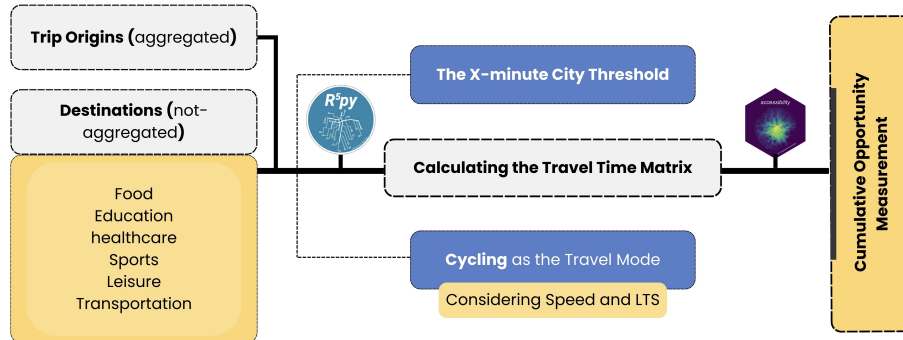 Trip Origins (aggregated)
Destinations (not-
aggregated)
Food
Education
healthcare
Sports
Leisure
Transportation
R⁵py
The X-minute City Threshold
Calculating the Travel Time Matrix
Cycling as the Travel Mode
Considering Speed and LTS
accessibility
Cumulative Opportunity
Measurement